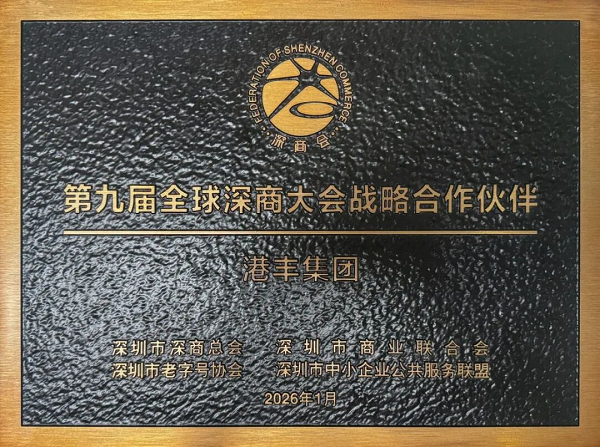 FEDERATION OF SHENZHEN COMMERCE
深商会
第九届全球深商大会战略合作伙伴
港丰集团
深圳市深商总会 深圳市商业联合会
深圳市老字号协会 深圳市中小企业公共服务联盟
2026年1月